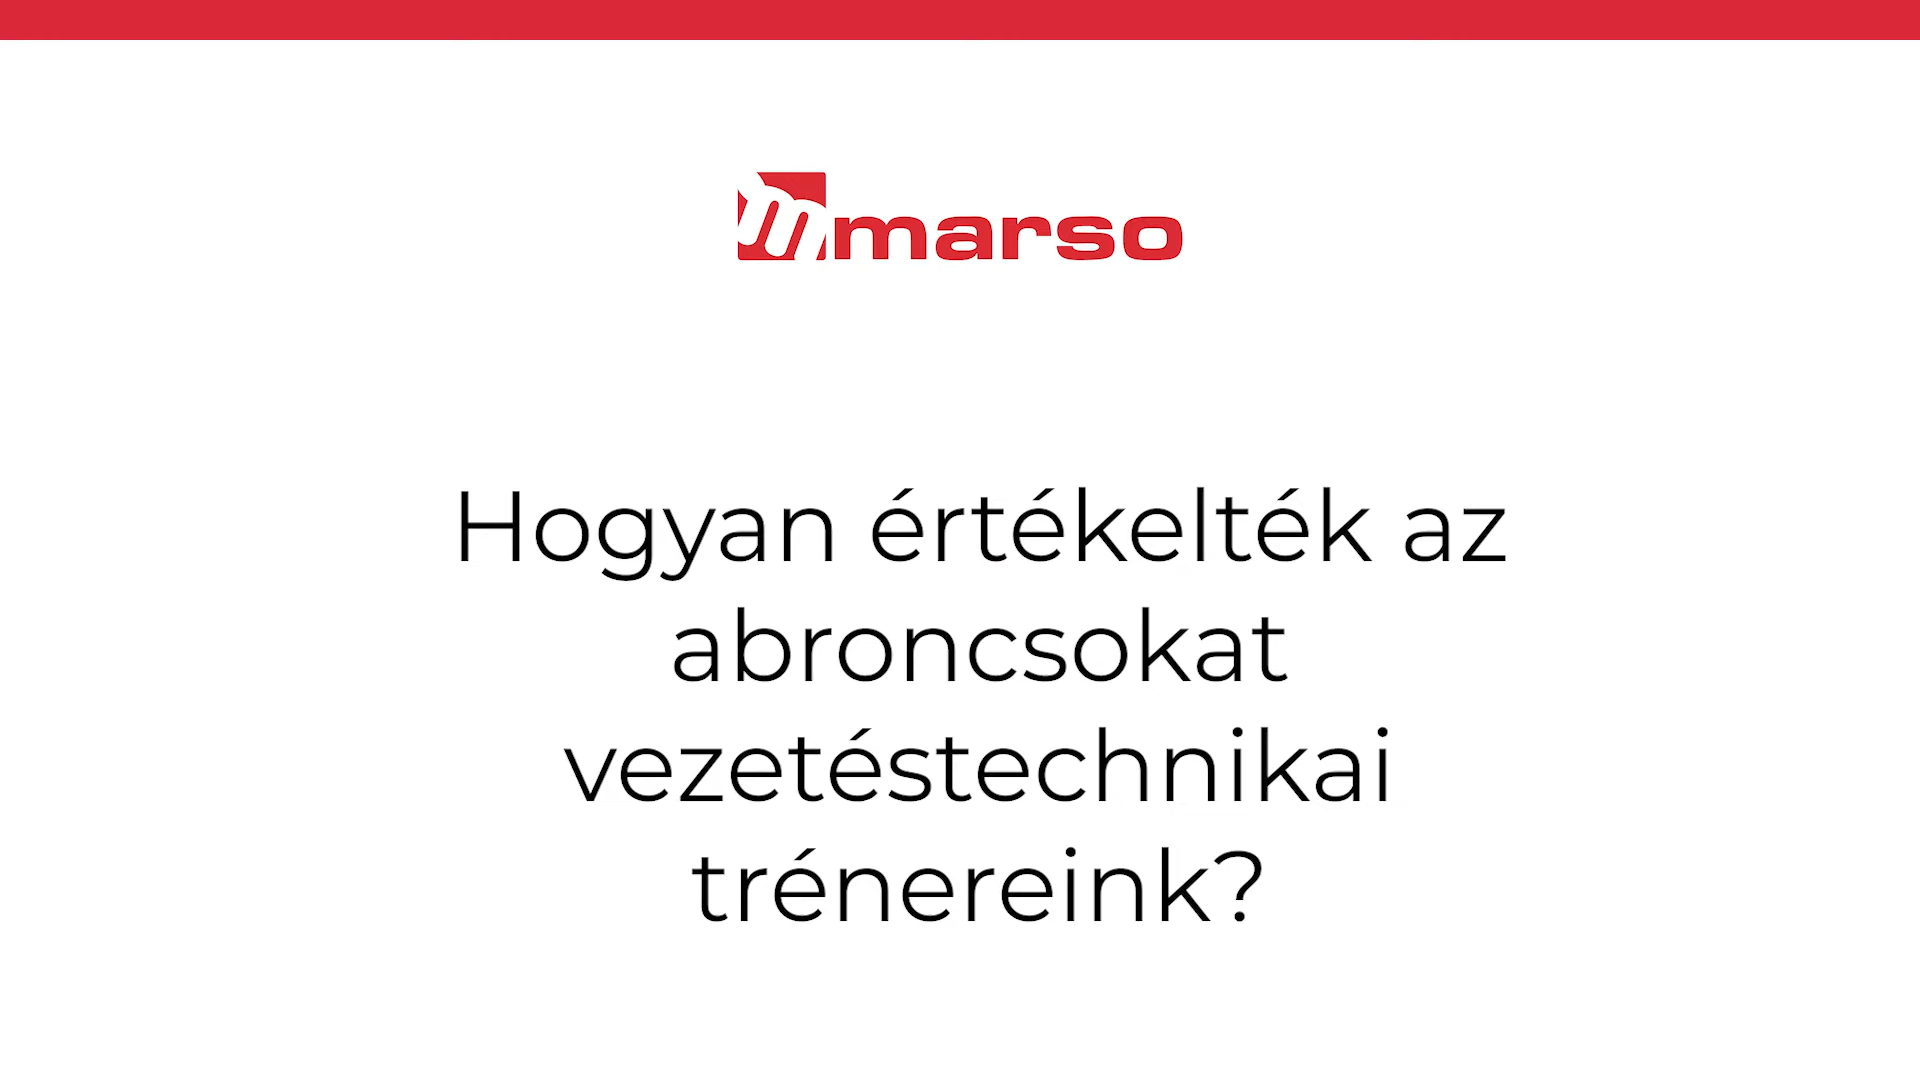 marso
Hogyan értékelték az
abroncsokat
vezetéstechnikai
trénereink?